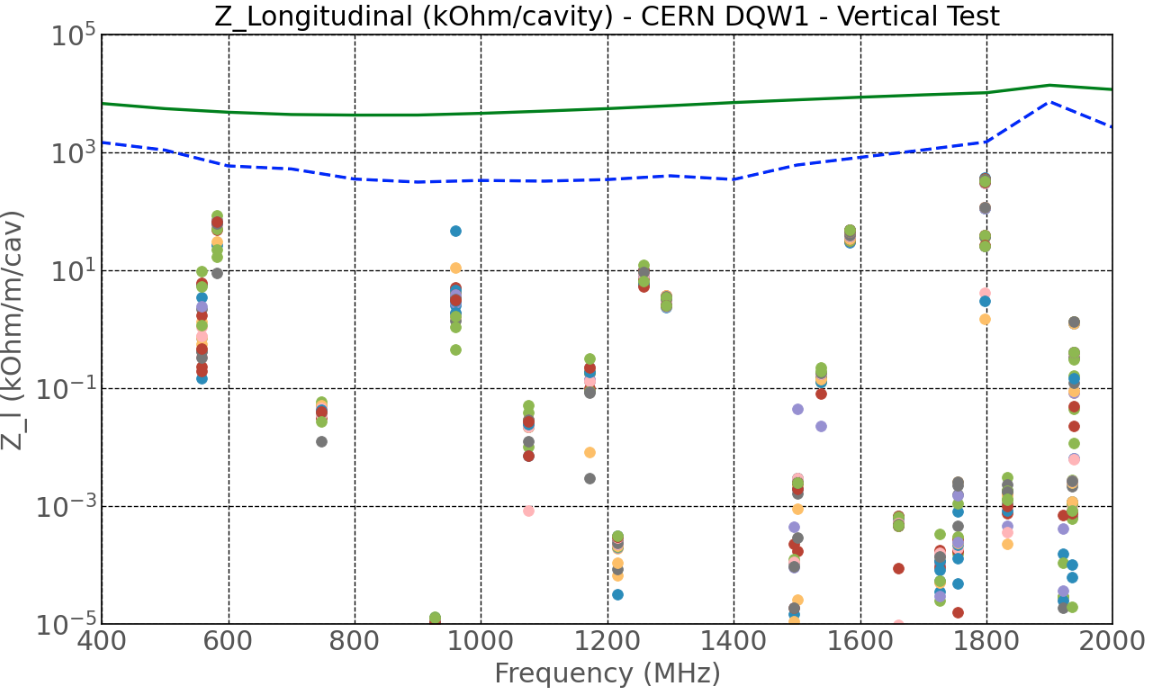 Z_Longitudinal (kOhm/cavity) - CERN DQW1 - Vertical Test
Z_l (kOhm/m/cav)
10^5
10^3
10^1
10^−1
10^−3
10^−5
400 600 800 1000 1200 1400 1600 1800 2000
Frequency (MHz)